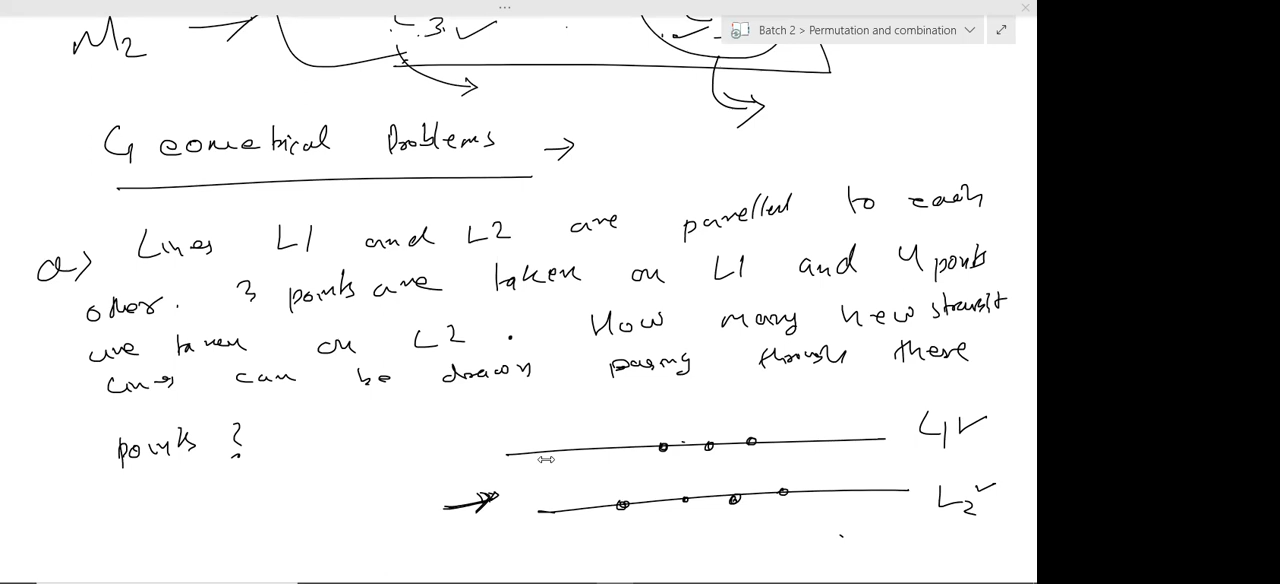 Batch 2 > Permutation and combination
M2
L 3.
Geometrical Problems →
Q) Lines L1 and L2 are parellel to each
other. 3 points are taken on L1 and 4 points
are taken on L2. How many new strainst
Lines can be drawn passing through these
points ?
L1
L2